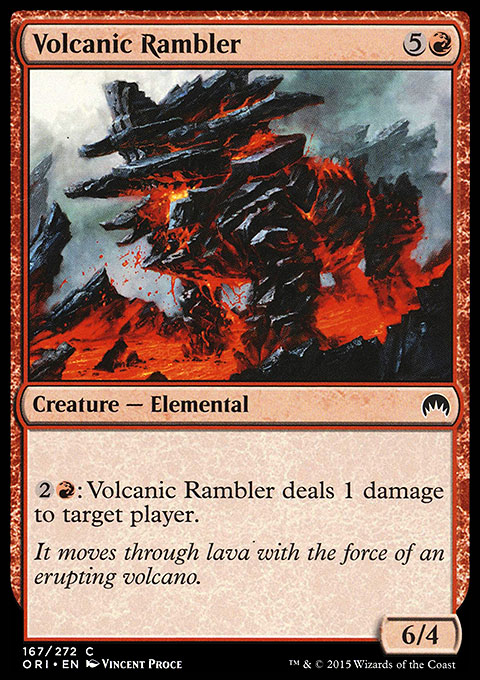 Volcanic Rambler 5
Creature — Elemental
2: Volcanic Rambler deals 1 damage
to target player.
It moves through lava with the force of an
erupting volcano.
6/4
167/272 C
ORI • EN Vincent Proce
™ & © 2015 Wizards of the Coast